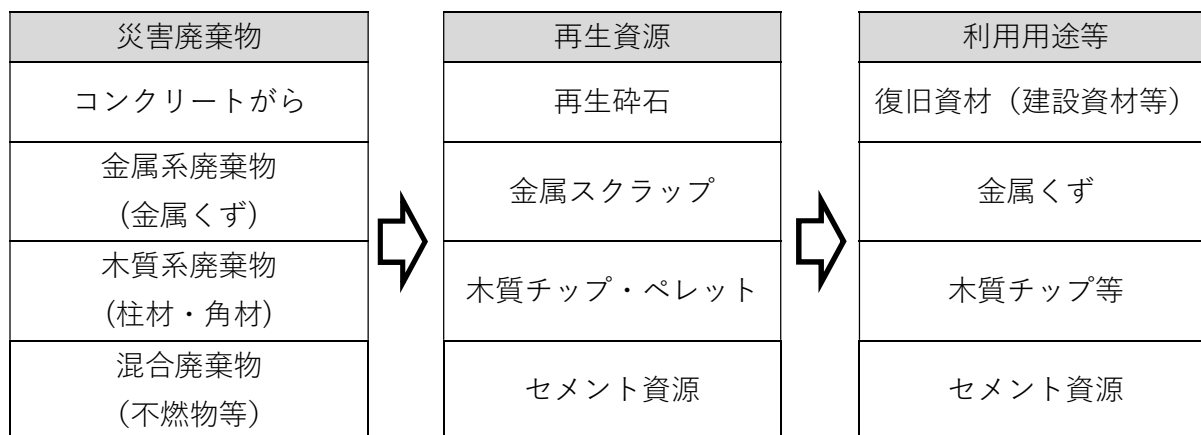 災害廃棄物
コンクリートがら
金属系廃棄物
(金属くず)
木質系廃棄物
(柱材・角材)
混合廃棄物
(不燃物等)
再生資源
再生砕石
金属スクラップ
木質チップ・ペレット
セメント資源
利用用途等
復旧資材（建設資材等）
金属くず
木質チップ等
セメント資源